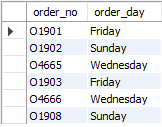 order_no order_day
O1901 Friday
O1902 Sunday
O4665 Wednesday
O1903 Friday
O4666 Wednesday
O1908 Sunday